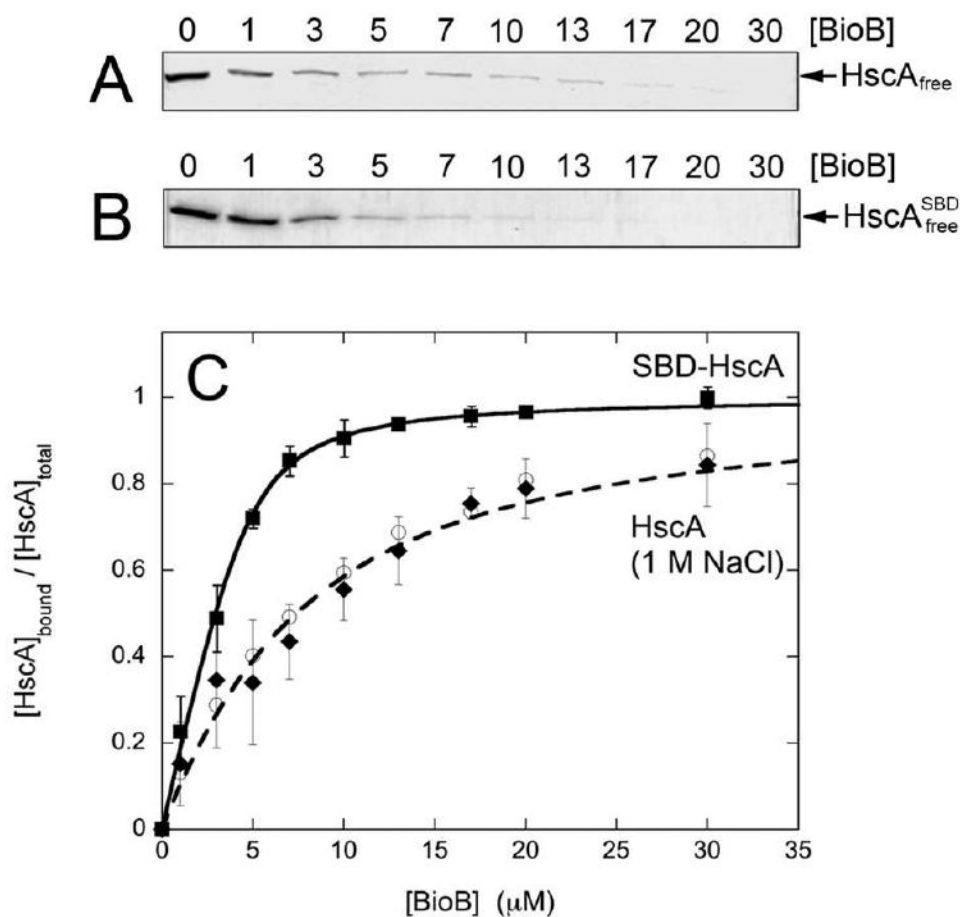 0 1 3 5 7 10 13 17 20 30 [BioB]
A
HscAfree
0 1 3 5 7 10 13 17 20 30 [BioB]
B
HscA SBD free
C
SBD-HscA
HscA
(1 M NaCl)
[HscA]bound / [HscA]total
1
0.8
0.6
0.4
0.2
0
0 5 10 15 20 25 30 35
[BioB] (μM)